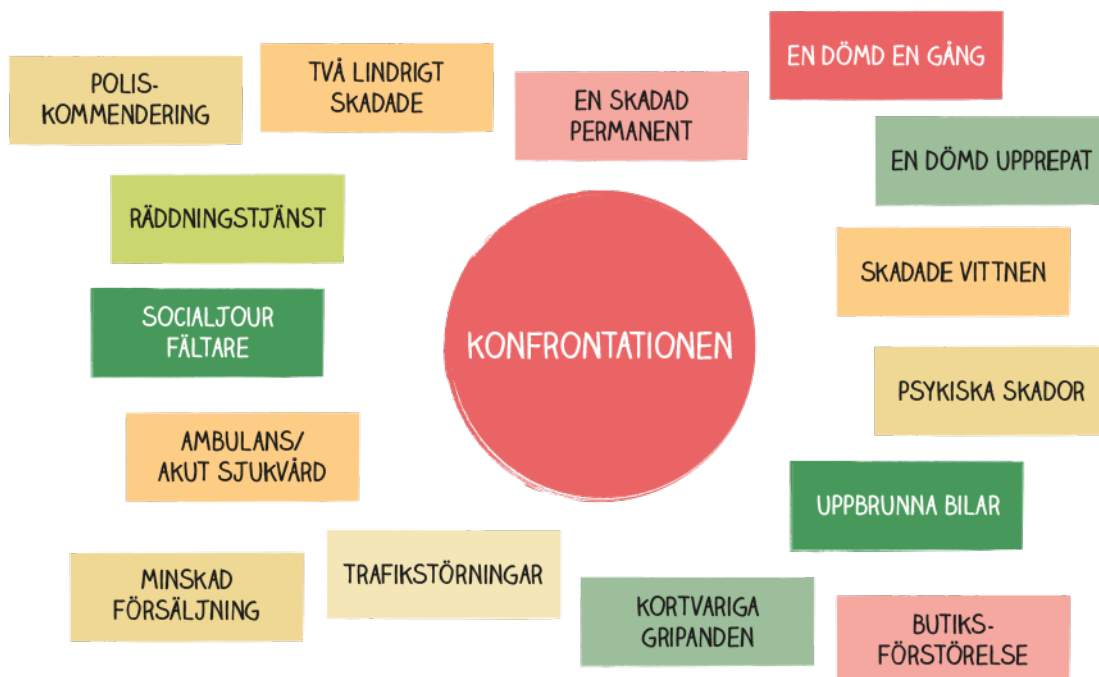 EN DÖMD EN GÅNG
TVÅ LINDRIGT
SKADADE
POLIS-
KOMMENDERING
EN SKADAD
PERMANENT
EN DÖMD UPPREPAT
RÄDDNINGSTJÄNST
SKADADE VITTNEN
SOCIALJOUR
FÄLTARE
KONFRONTATIONEN
PSYKISKA SKADOR
AMBULANS/
AKUT SJUKVÅRD
UPPBRUNNA BILAR
MINSKAD
FÖRSÄLJNING
TRAFIKSTÖRNINGAR
KORTVARIGA
GRIPANDEN
BUTIKS-
FÖRSTÖRELSE